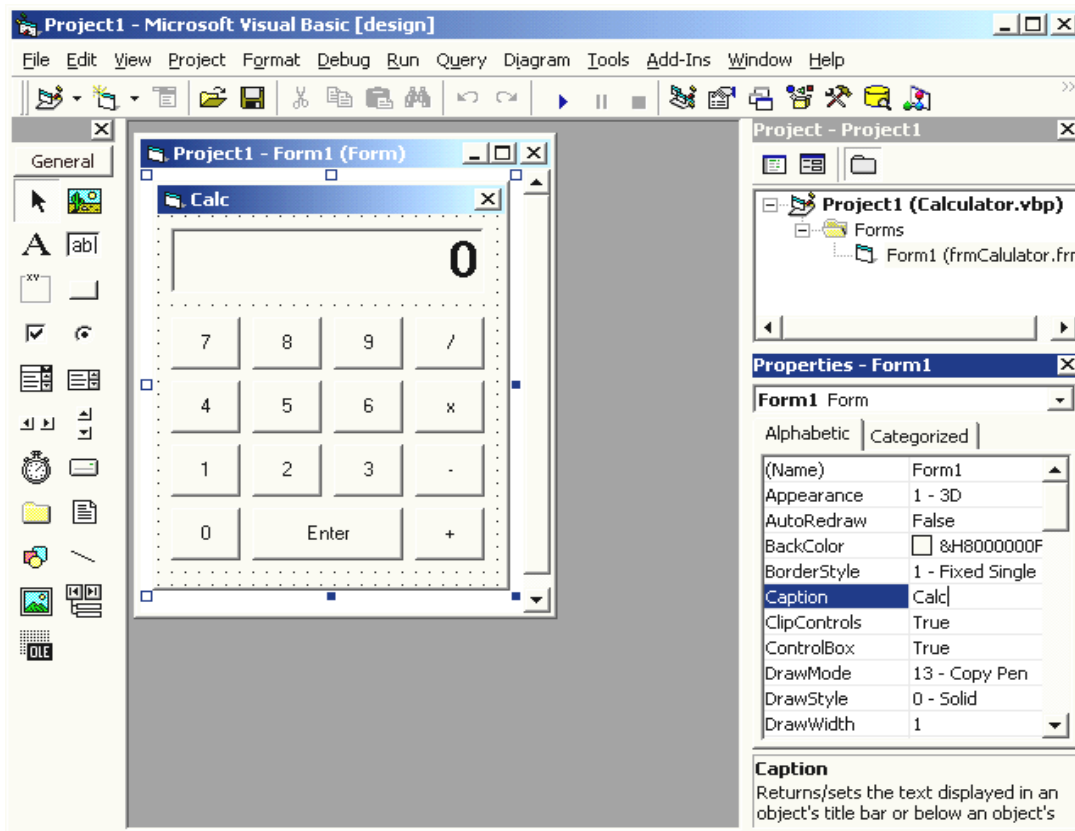 Project1 - Microsoft Visual Basic [design]
File Edit View Project Format Debug Run Query Diagram Tools Add-Ins Window Help
General
A ab|
xy
OLE
Project1 - Form1 (Form)
Calc
0
7 8 9 /
4 5 6 x
1 2 3 -
0 Enter +
Project - Project1
Project1 (Calculator.vbp)
Forms
Form1 (frmCalulator.frr
Properties - Form1
Form1 Form
Alphabetic Categorized
(Name) Form1
Appearance 1 - 3D
AutoRedraw False
BackColor &H8000000F
BorderStyle 1 - Fixed Single
Caption Calc
ClipControls True
ControlBox True
DrawMode 13 - Copy Pen
DrawStyle 0 - Solid
DrawWidth 1
Caption
Returns/sets the text displayed in an
object's title bar or below an object's